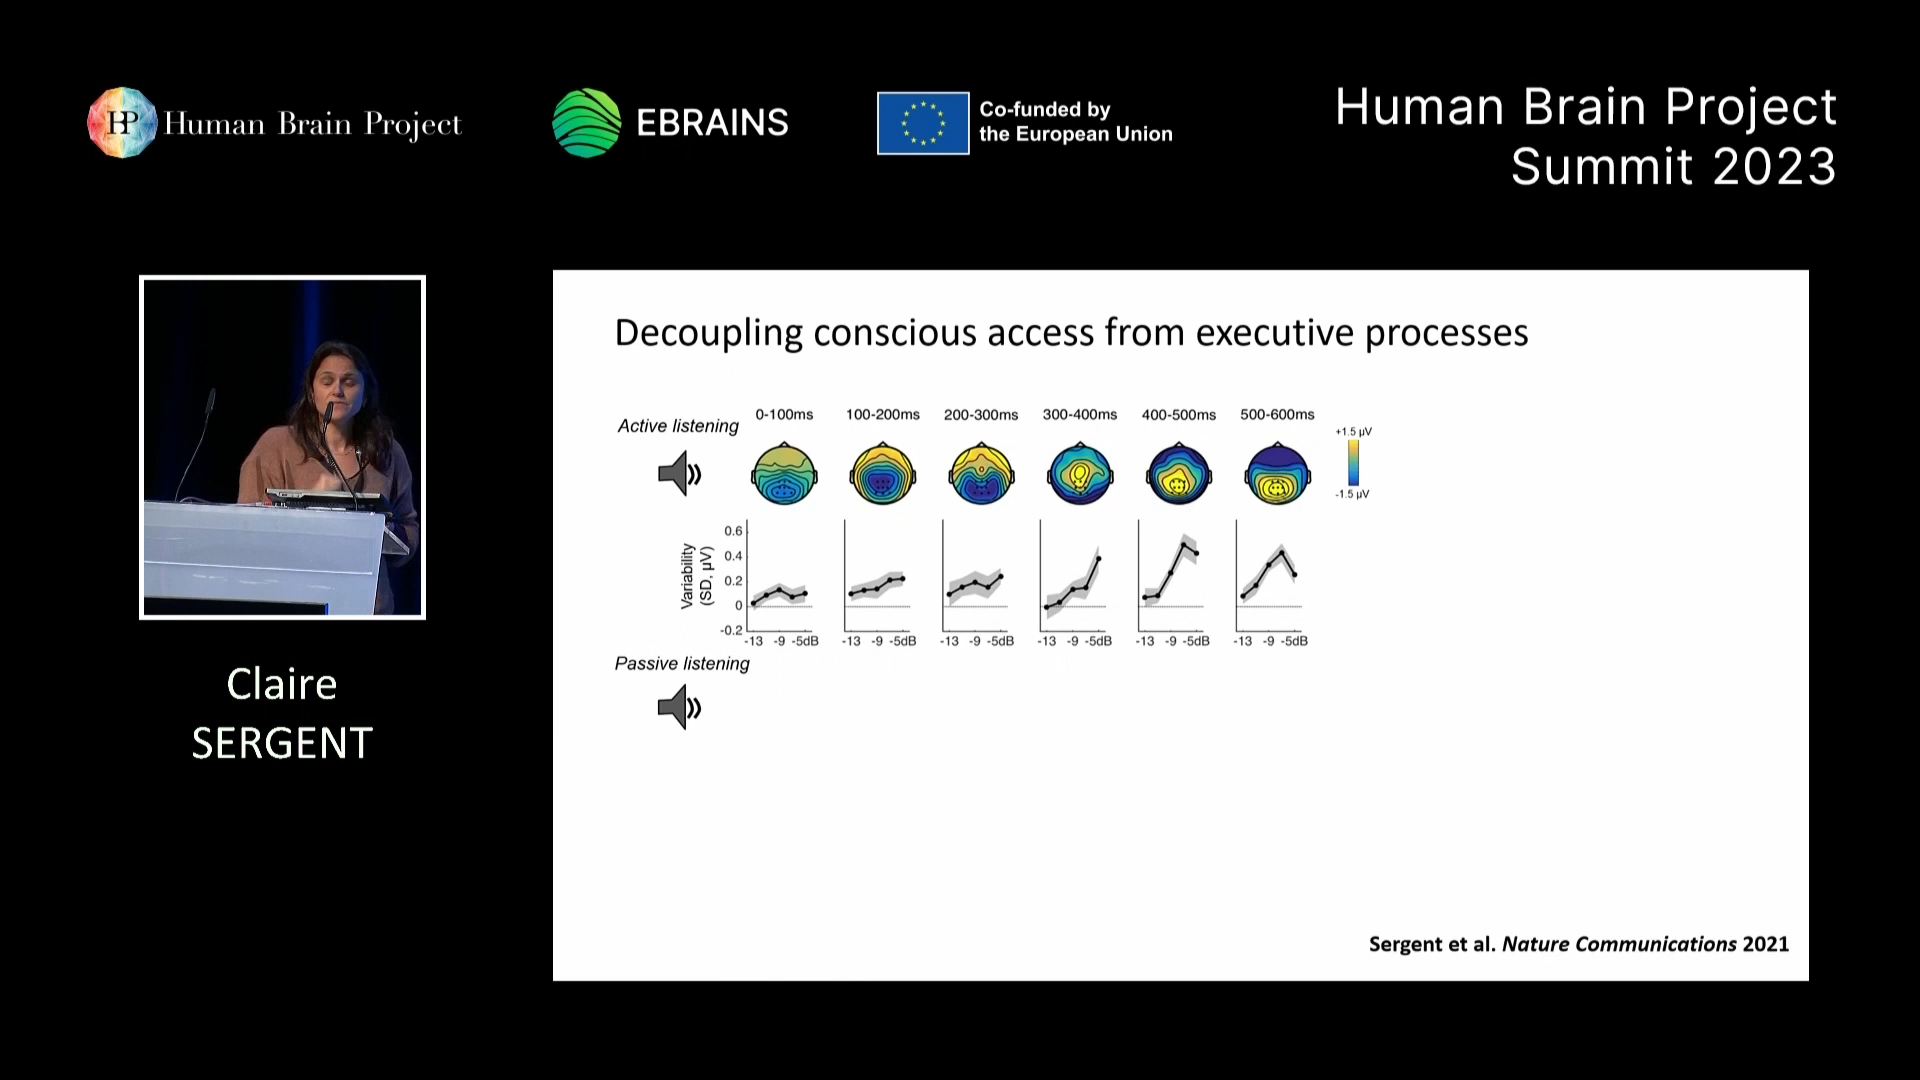 HP Human Brain Project
EBRAINS
Co-funded by
the European Union
Human Brain Project
Summit 2023
Claire
SERGENT
Decoupling conscious access from executive processes
Active listening
0-100ms 100-200ms 200-300ms 300-400ms 400-500ms 500-600ms
+1.5 µV
-1.5 µV
Variability
(SD, µV)
0.6
0.4
0.2
0
-0.2
-13 -9 -5dB -13 -9 -5dB -13 -9 -5dB -13 -9 -5dB -13 -9 -5dB -13 -9 -5dB
Passive listening
Sergent et al. Nature Communications 2021